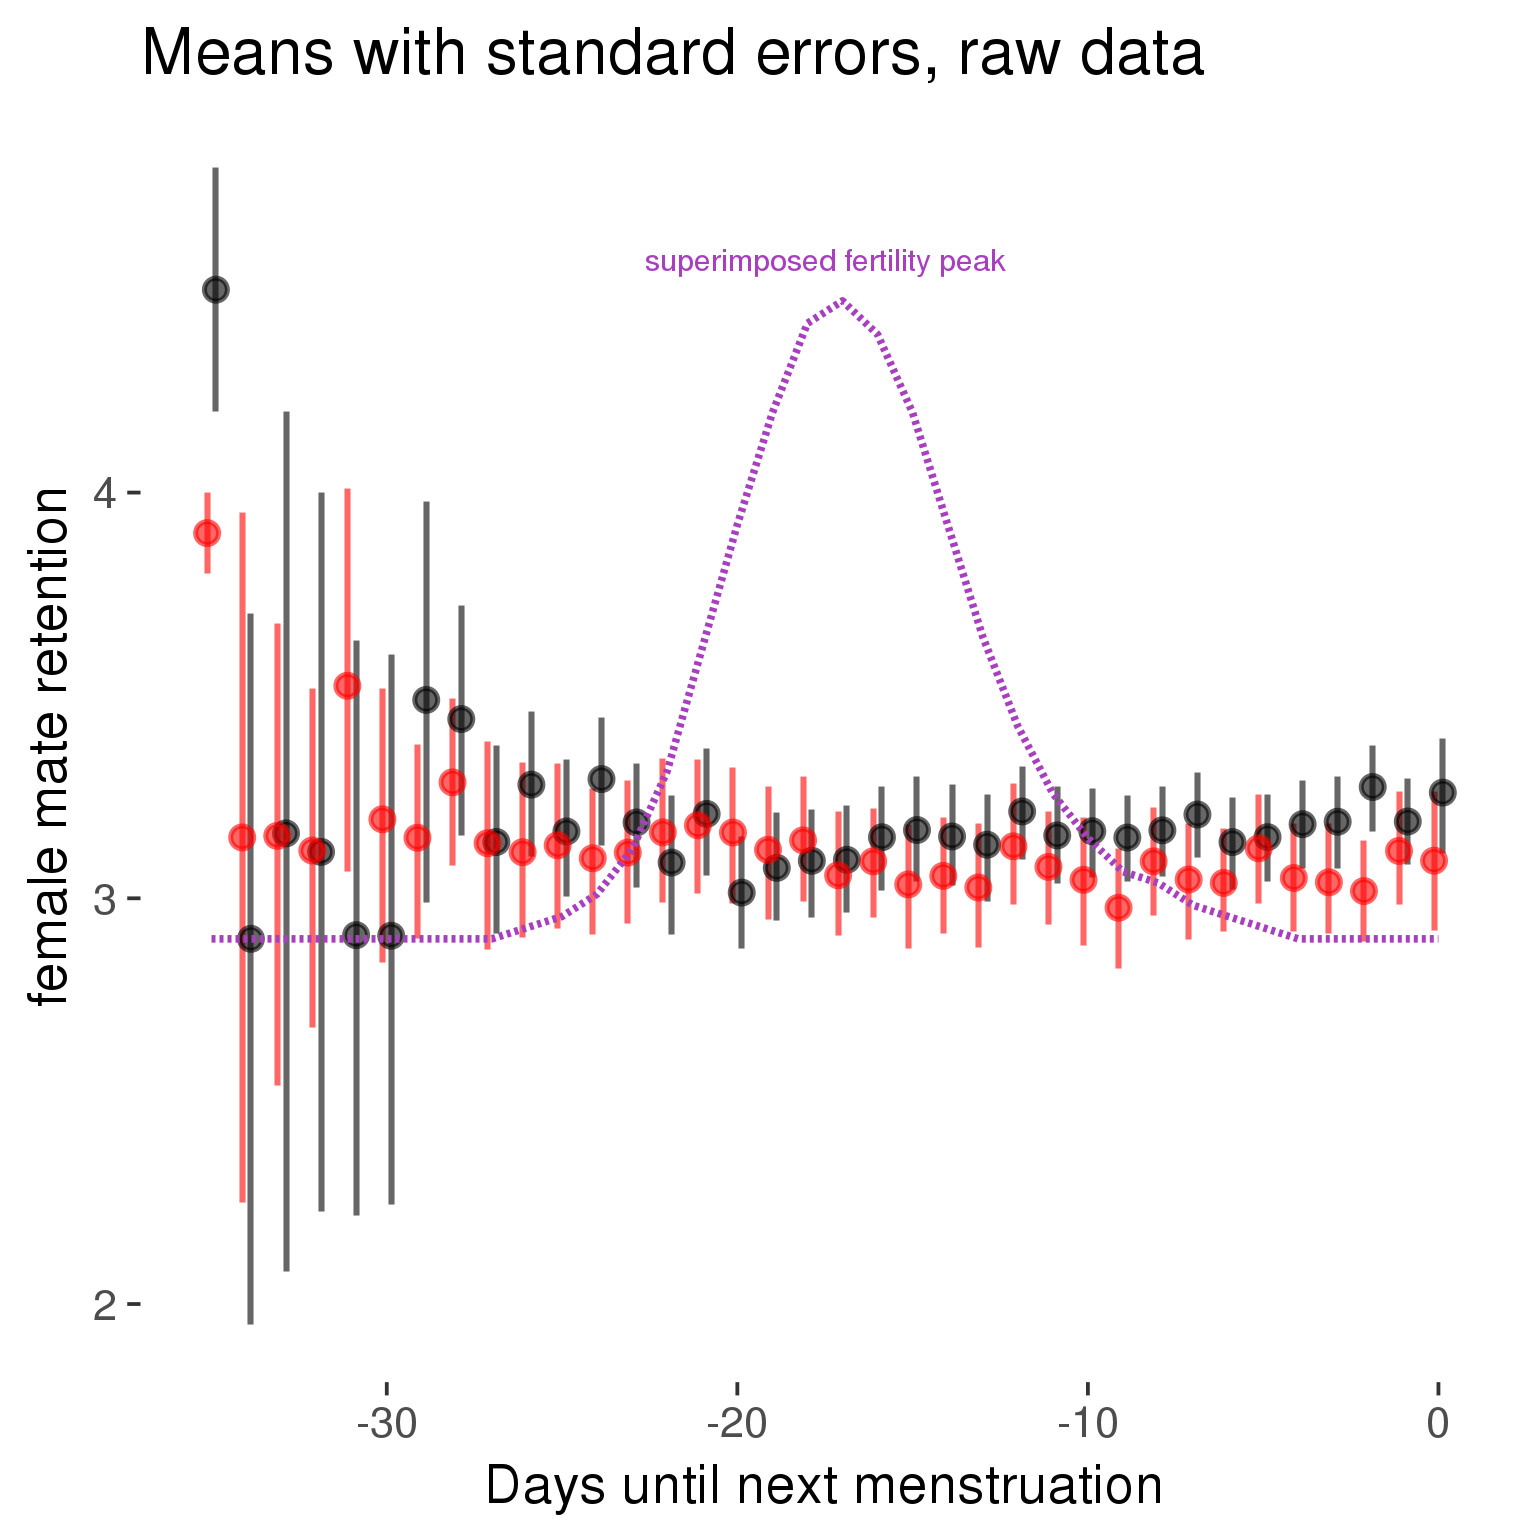 Means with standard errors, raw data
superimposed fertility peak
female mate retention
4
3
2
-30
-20
-10
0
Days until next menstruation